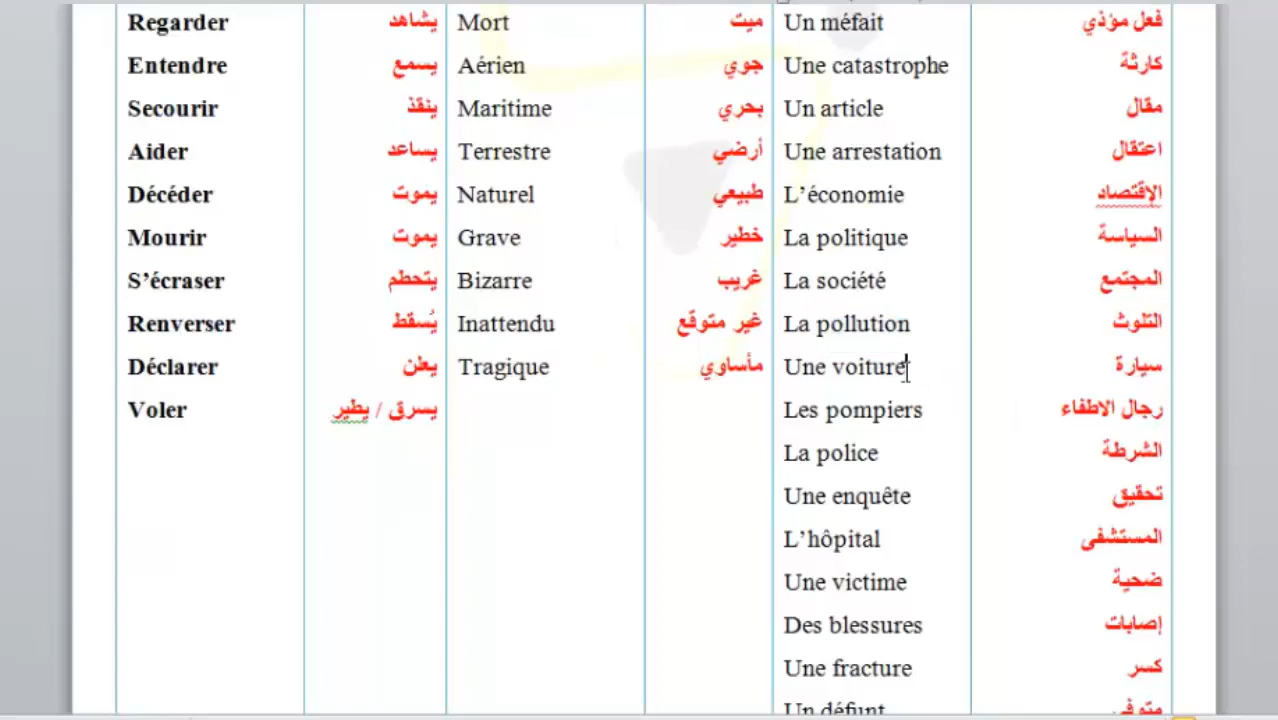 Regarder يشاهد Mort ميت Un méfait فعل مؤذي
Entendre يسمع Aérien جوي Une catastrophe كارثة
Secourir ينقذ Maritime بحري Un article مقال
Aider يساعد Terrestre أرضي Une arrestation اعتقال
Décéder يموت Naturel طبيعي L’économie الإقتصاد
Mourir يموت Grave خطير La politique السياسة
S’écraser يتحطم Bizarre غريب La société المجتمع
Renverser يُسقط Inattendu غير متوقع La pollution التلوث
Déclarer يعلن Tragique مأساوي Une voiture سيارة
Voler يسرق / يطير Les pompiers رجال الاطفاء
La police الشرطة
Une enquête تحقيق
L’hôpital المستشفى
Une victime ضحية
Des blessures إصابات
Une fracture كسر
Un défunt متوفى